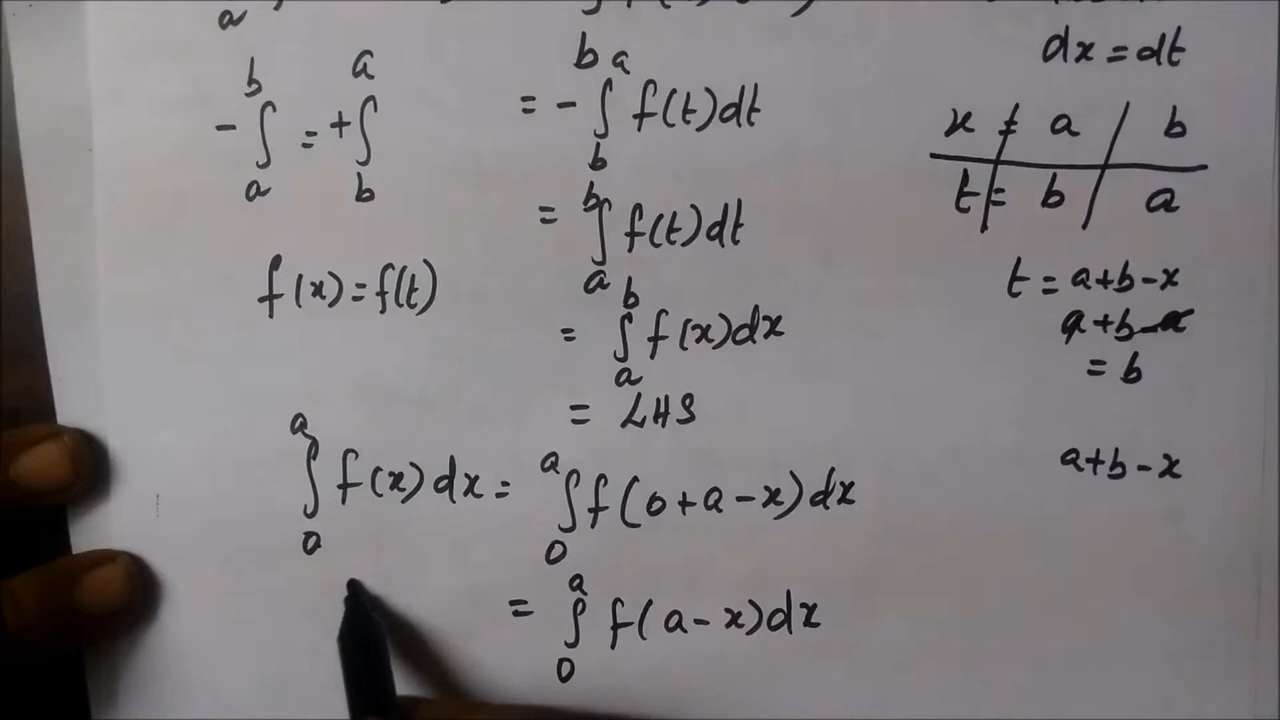 dx = dt
- ∫_a^b = + ∫_b^a
= - ∫_b^{b a} f(t) dt
x = a / b
t = b / a
= ∫_a^b f(t) dt
f(x) = f(t)
t = a+b-x
= ∫_a^b f(x) dx
a+b-a
= b
= LHS
∫_0^a f(x) dx = ∫_0^a f(0+a-x) dx
a+b-x
= ∫_0^a f(a-x) dx